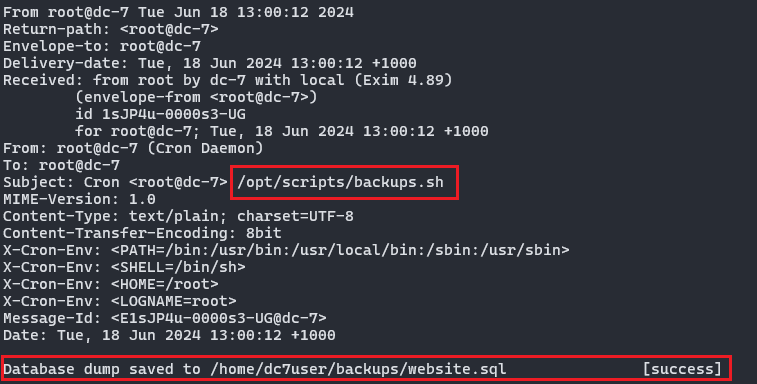 From root@dc-7 Tue Jun 18 13:00:12 2024
Return-path: <root@dc-7>
Envelope-to: root@dc-7
Delivery-date: Tue, 18 Jun 2024 13:00:12 +1000
Received: from root by dc-7 with local (Exim 4.89)
        (envelope-from <root@dc-7>)
        id 1sJP4u-0000s3-UG
        for root@dc-7; Tue, 18 Jun 2024 13:00:12 +1000
From: root@dc-7 (Cron Daemon)
To: root@dc-7
Subject: Cron <root@dc-7> /opt/scripts/backups.sh
MIME-Version: 1.0
Content-Type: text/plain; charset=UTF-8
Content-Transfer-Encoding: 8bit
X-Cron-Env: <PATH=/bin:/usr/bin:/usr/local/bin:/sbin:/usr/sbin>
X-Cron-Env: <SHELL=/bin/sh>
X-Cron-Env: <HOME=/root>
X-Cron-Env: <LOGNAME=root>
Message-Id: <E1sJP4u-0000s3-UG@dc-7>
Date: Tue, 18 Jun 2024 13:00:12 +1000
Database dump saved to /home/dc7user/backups/website.sql                [success]